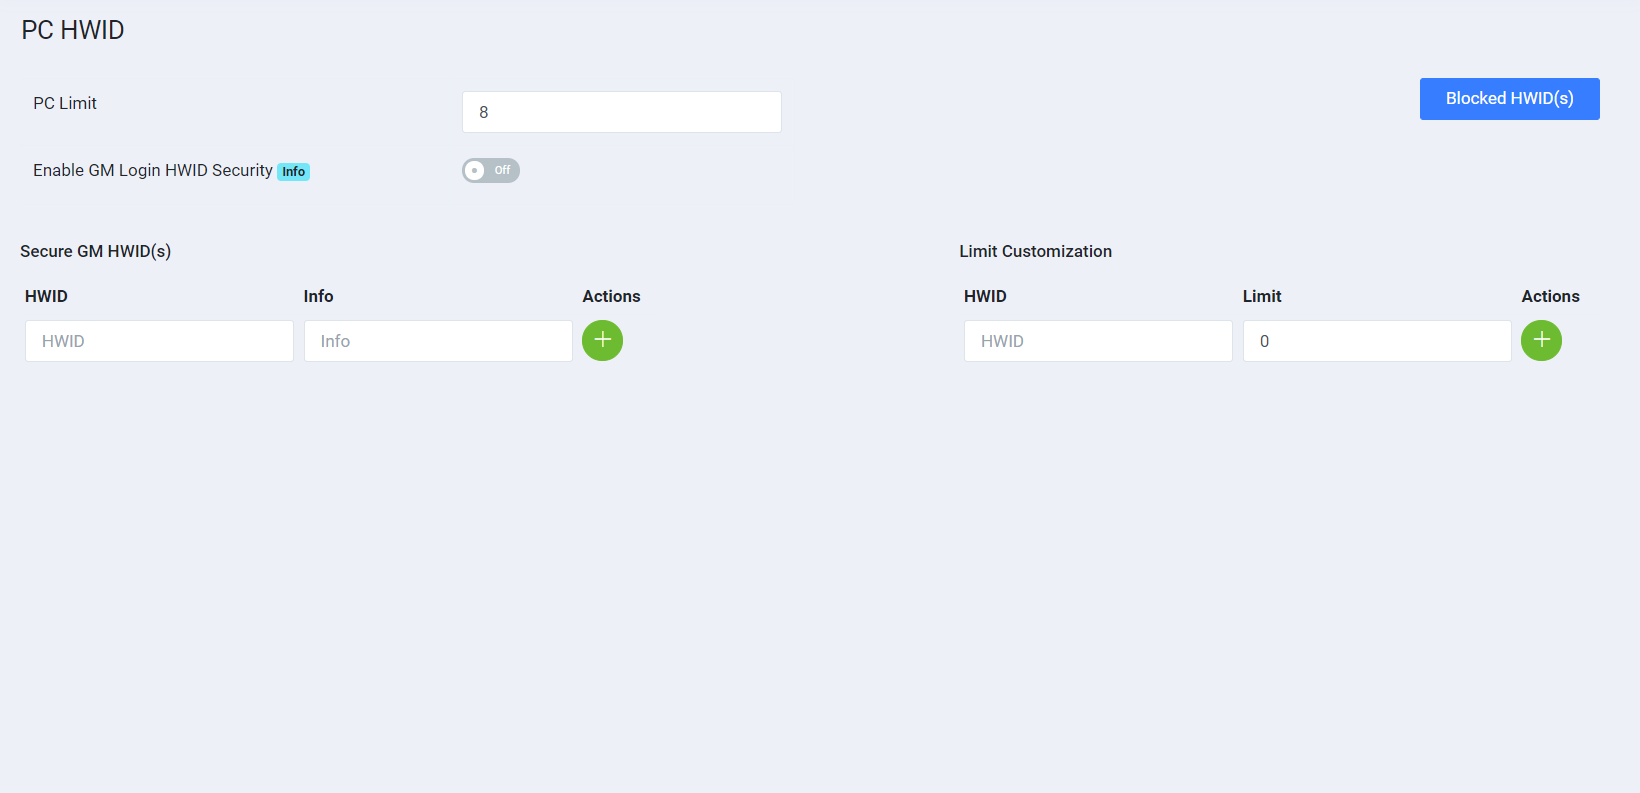 PC HWID
PC Limit
8
Blocked HWID(s)
Enable GM Login HWID Security Info
Off
Secure GM HWID(s)
HWID Info Actions
HWID Info
Limit Customization
HWID Limit Actions
HWID 0